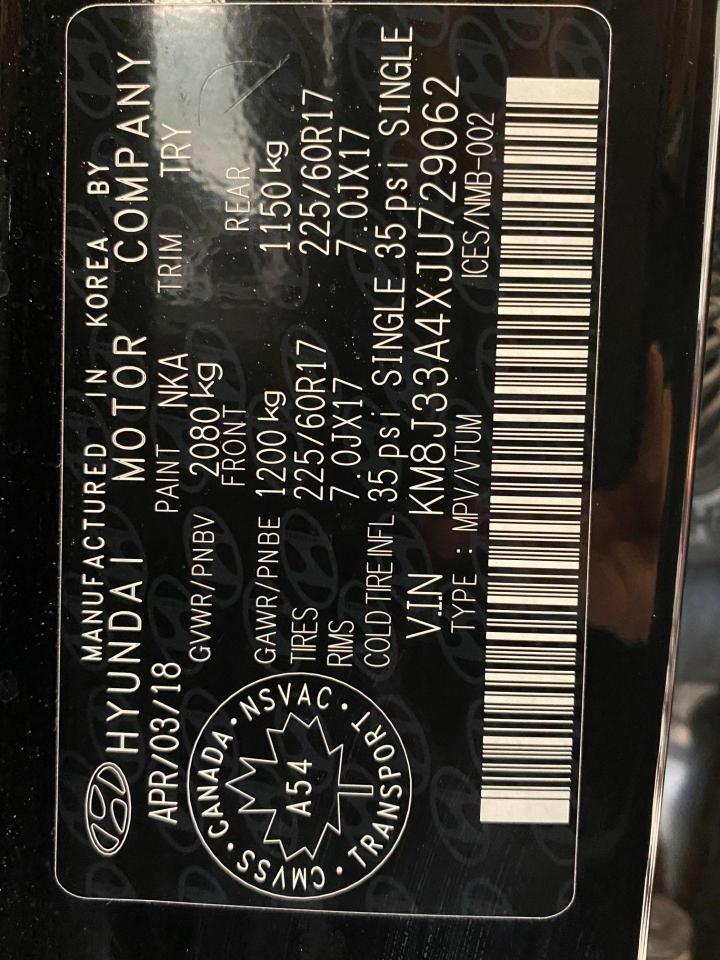 MANUFACTURED IN KOREA BY
HYUNDAI MOTOR COMPANY
APR/03/18 PAINT NKA TRIM TRY
GVWR/PNBV 2080 kg
FRONT REAR
GAWR/PNBE 1200 kg 1150 kg
TIRES 225/60R17 225/60R17
RIMS 7.0JX17 7.0JX17
COLD TIRE INFL 35 psi SINGLE 35 psi SINGLE
V.I.N KM8J33A4XJU729062
TYPE : MPV/VTUM ICES/NMB-002
CANADA · NSVAC · TRANSPORT · CMVSS ·
A54